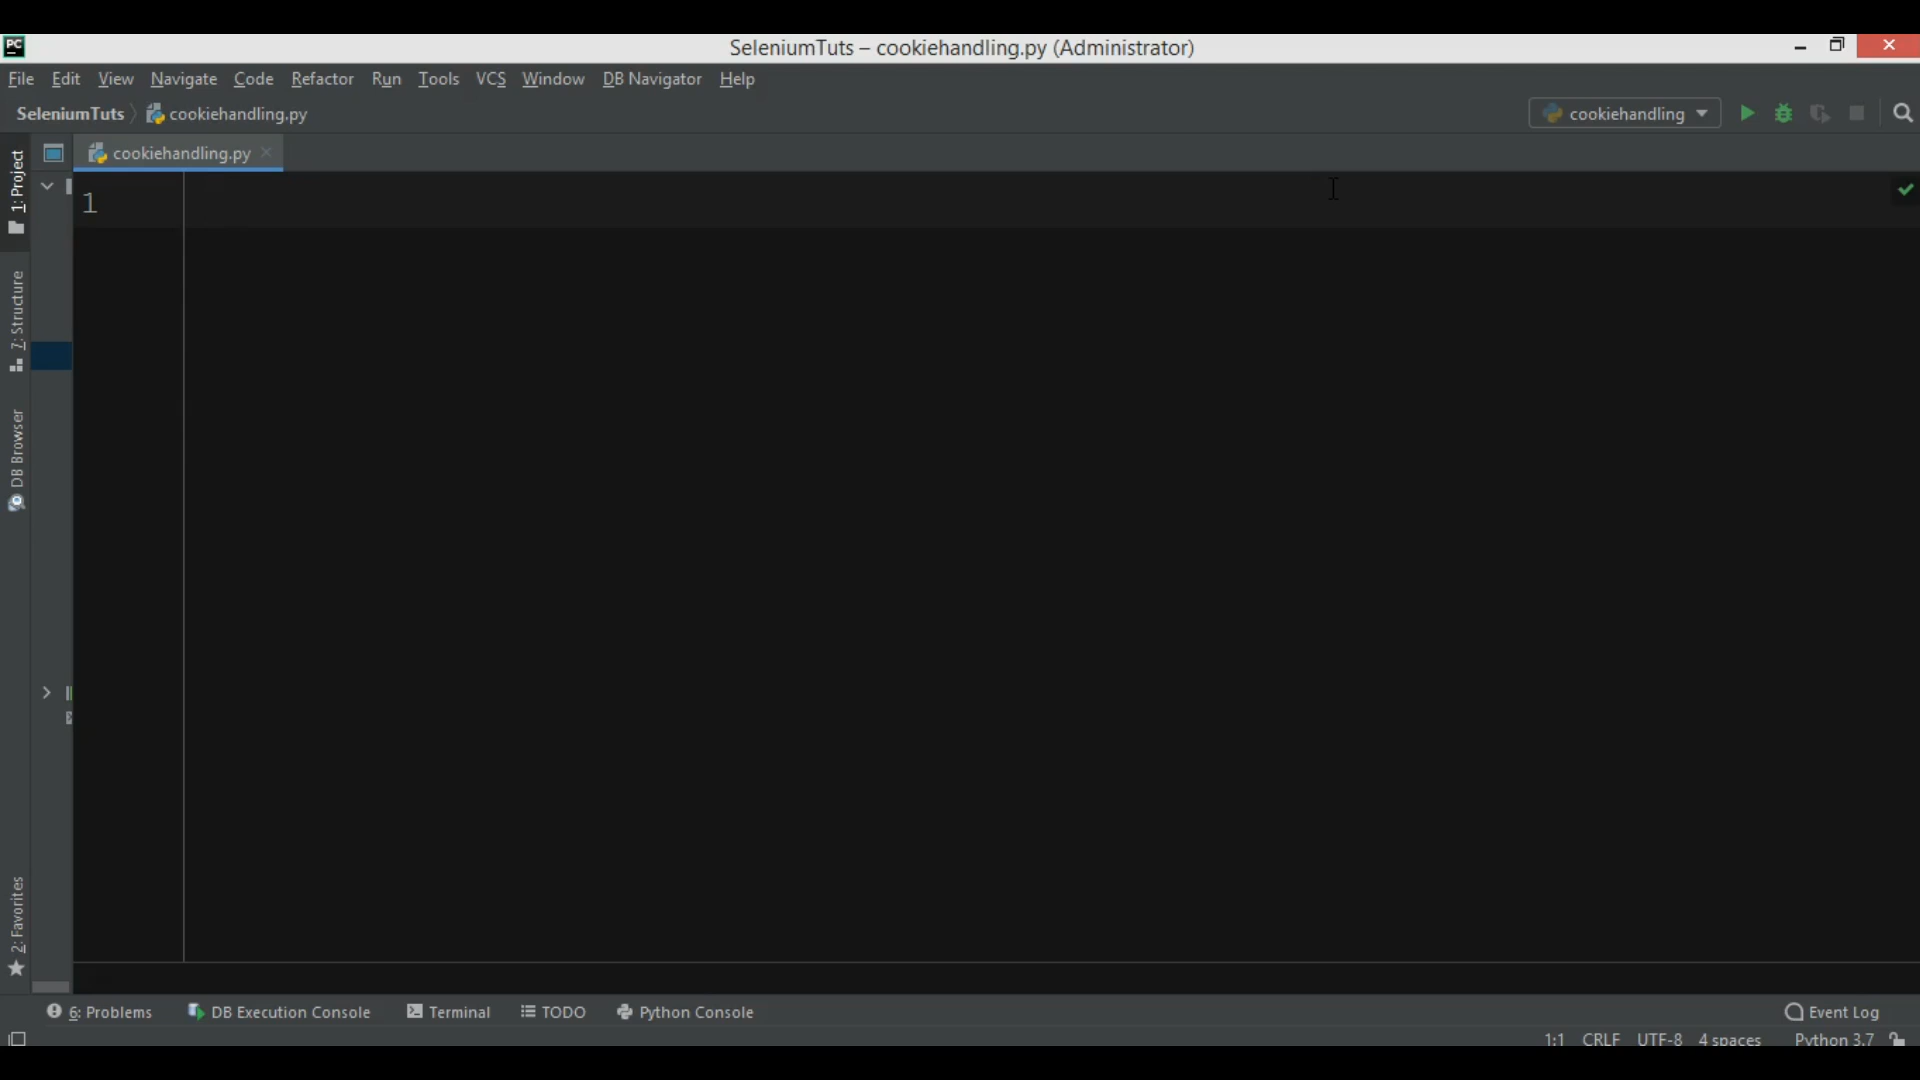 PC
SeleniumTuts – cookiehandling.py (Administrator)
File Edit View Navigate Code Refactor Run Tools VCS Window DB Navigator Help
SeleniumTuts cookiehandling.py
cookiehandling
cookiehandling.py
1
1: Project
7: Structure
DB Browser
2: Favorites
6: Problems DB Execution Console Terminal TODO Python Console Event Log
1:1 CRLF UTF-8 4 spaces Python 3.7